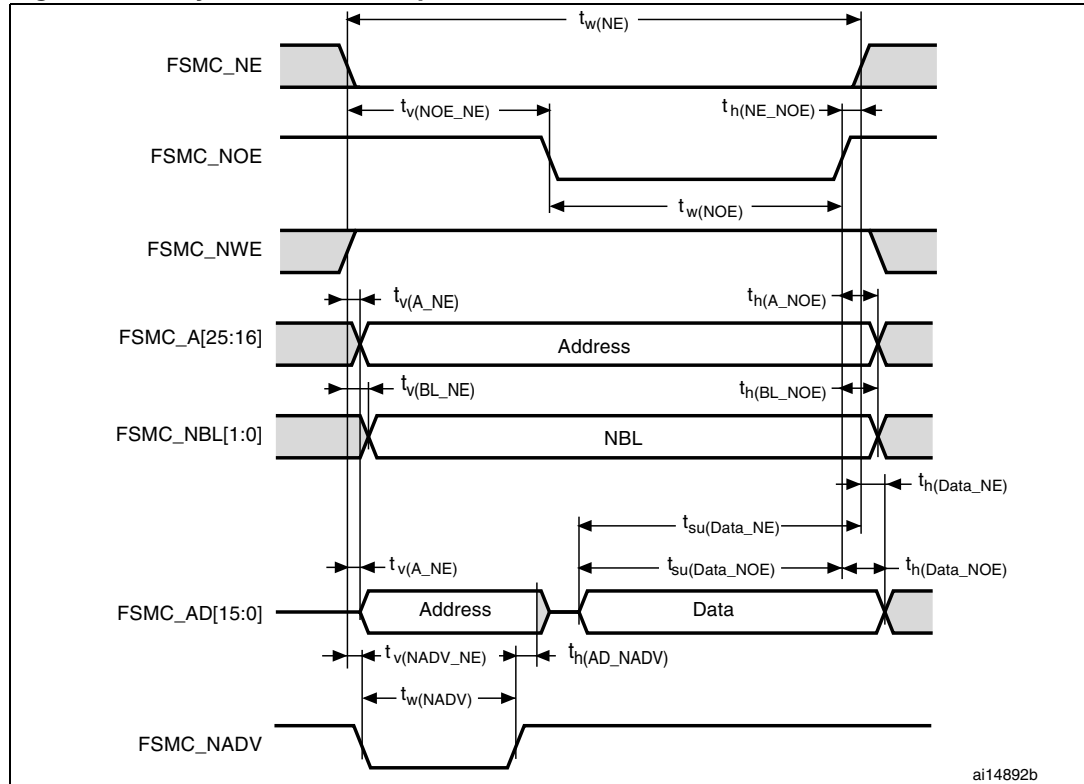 tw(NE)
FSMC_NE
tv(NOE_NE)
th(NE_NOE)
FSMC_NOE
tw(NOE)
FSMC_NWE
tv(A_NE)
th(A_NOE)
FSMC_A[25:16]
Address
tv(BL_NE)
th(BL_NOE)
FSMC_NBL[1:0]
NBL
th(Data_NE)
tsu(Data_NE)
tv(A_NE)
tsu(Data_NOE)
th(Data_NOE)
FSMC_AD[15:0]
Address
Data
tv(NADV_NE)
th(AD_NADV)
tw(NADV)
FSMC_NADV
ai14892b